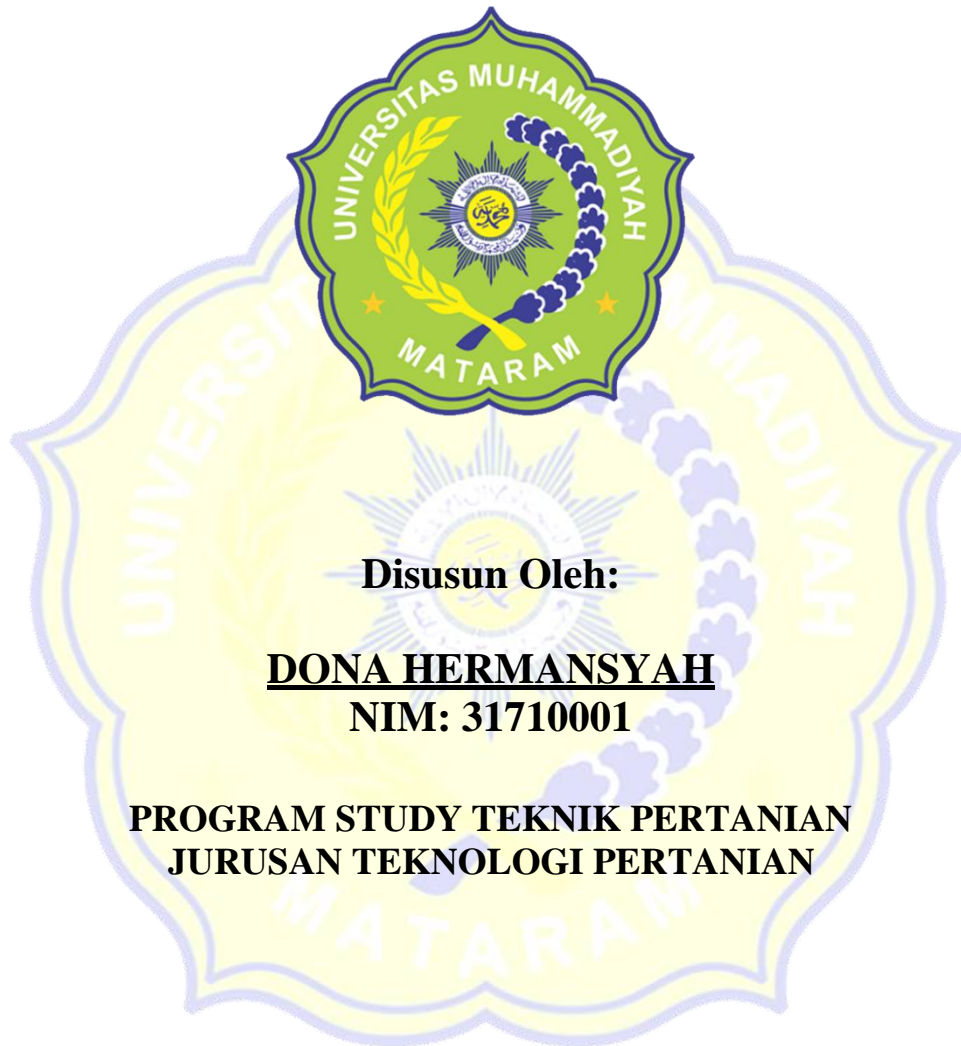 UNIVERSITAS MUHAMMADIYAH
MATARAM
Disusun Oleh:
DONA HERMANSYAH
NIM: 31710001
PROGRAM STUDY TEKNIK PERTANIAN
JURUSAN TEKNOLOGI PERTANIAN